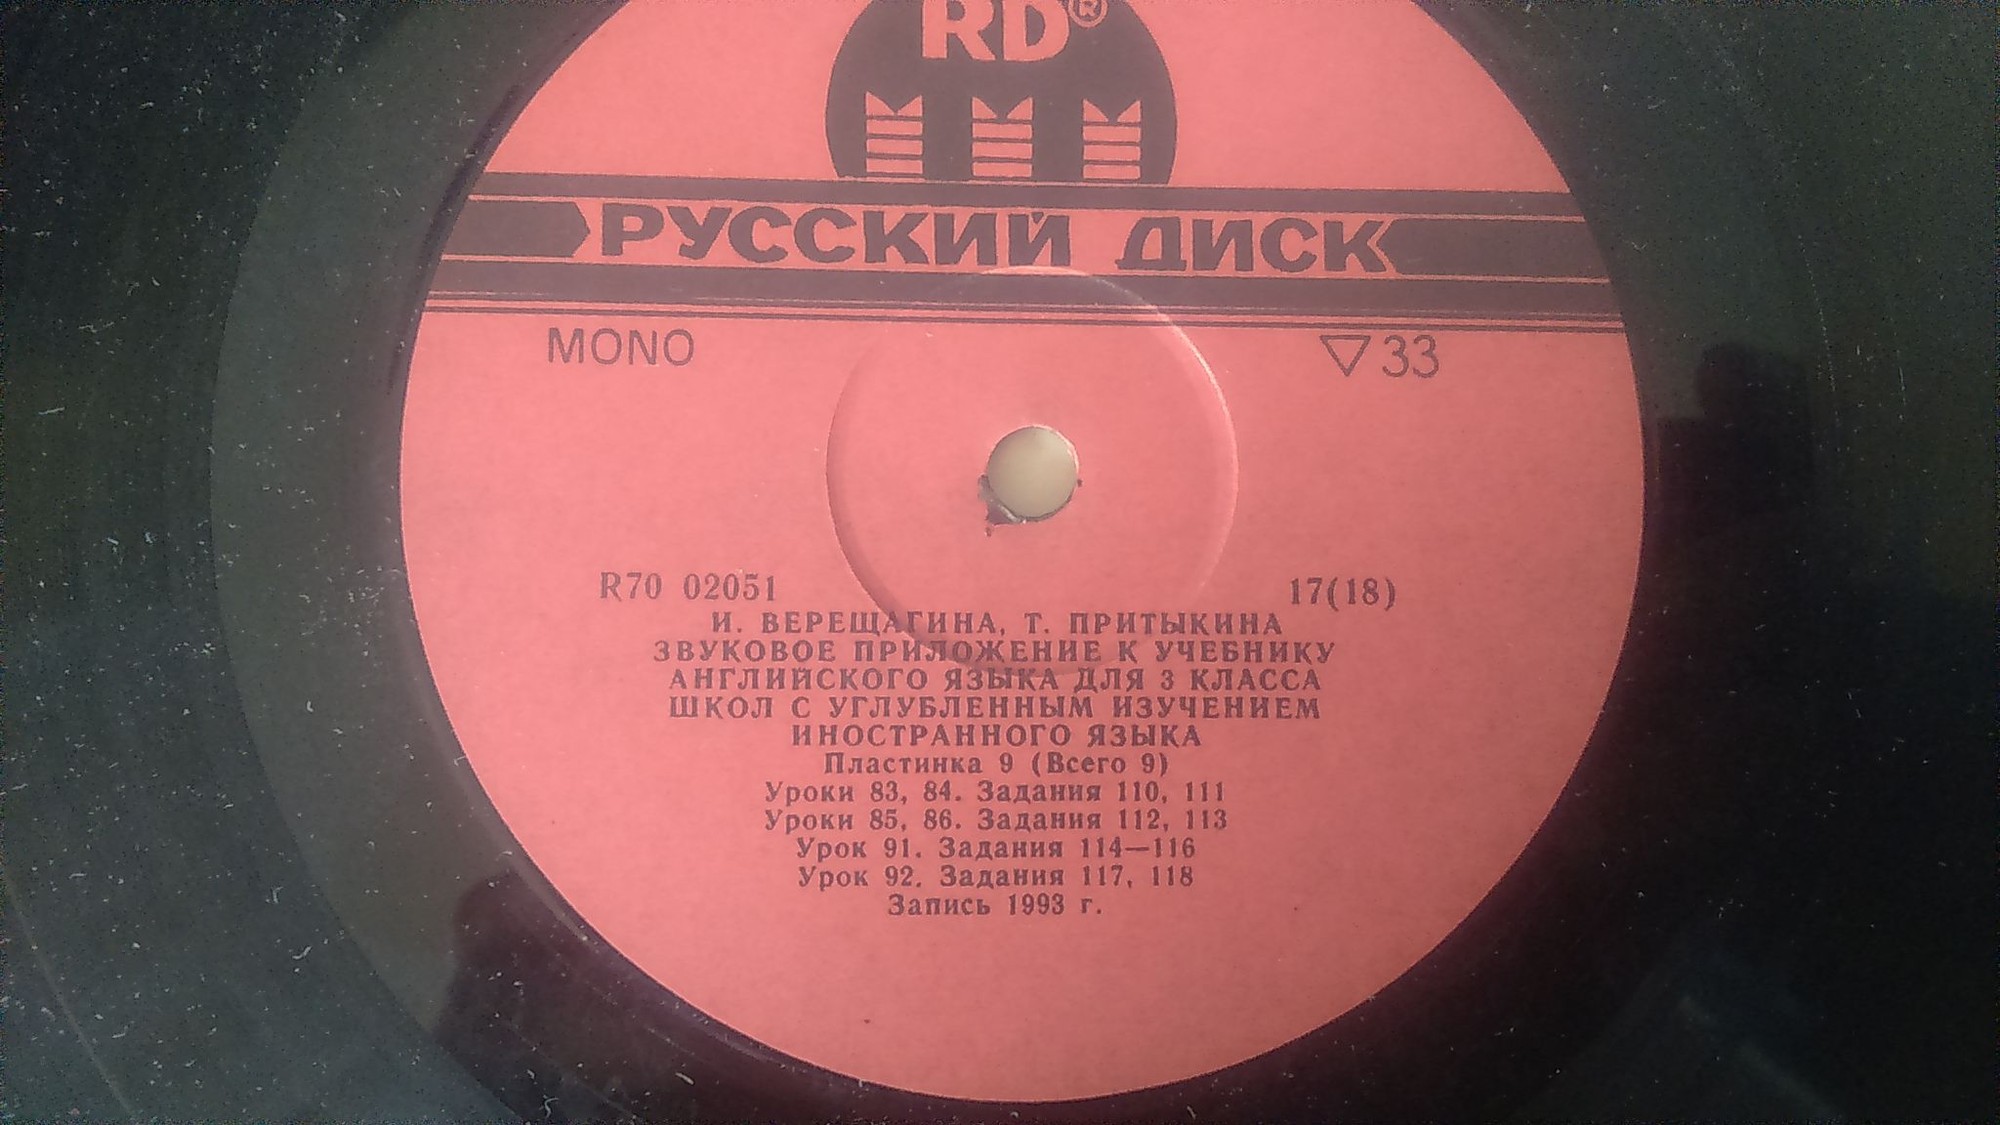 RD®
РУССКИЙ ДИСК
MONO ▽33
R70 02051 17(18)
И. ВЕРЕЩАГИНА, Т. ПРИТЫКИНА
ЗВУКОВОЕ ПРИЛОЖЕНИЕ К УЧЕБНИКУ
АНГЛИЙСКОГО ЯЗЫКА ДЛЯ 3 КЛАССА
ШКОЛ С УГЛУБЛЕННЫМ ИЗУЧЕНИЕМ
ИНОСТРАННОГО ЯЗЫКА
Пластинка 9 (Всего 9)
Уроки 83, 84. Задания 110, 111
Уроки 85, 86. Задания 112, 113
Урок 91. Задания 114—116
Урок 92. Задания 117, 118
Запись 1993 г.